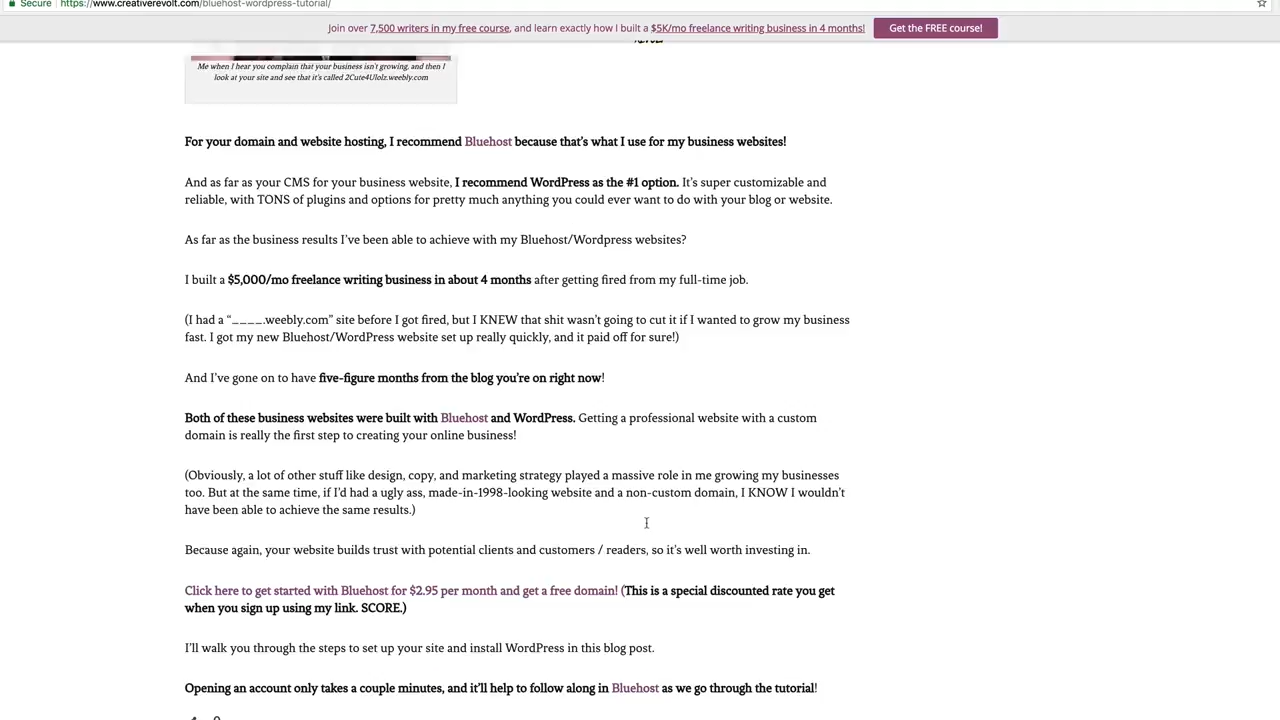 Secure https://www.creativerevolt.com/bluehost-wordpress-tutorial/
Join over 7,500 writers in my free course, and learn exactly how I built a $5K/mo freelance writing business in 4 months! Get the FREE course!
Me when I hear you complain that your business isn't growing, and then I
look at your site and see that it's called 2Cute4Ulolz.weebly.com
For your domain and website hosting, I recommend Bluehost because that's what I use for my business websites!
And as far as your CMS for your business website, I recommend WordPress as the #1 option. It's super customizable and
reliable, with TONS of plugins and options for pretty much anything you could ever want to do with your blog or website.
As far as the business results I've been able to achieve with my Bluehost/Wordpress websites?
I built a $5,000/mo freelance writing business in about 4 months after getting fired from my full-time job.
(I had a “____.weebly.com” site before I got fired, but I KNEW that shit wasn't going to cut it if I wanted to grow my business
fast. I got my new Bluehost/WordPress website set up really quickly, and it paid off for sure!)
And I've gone on to have five-figure months from the blog you're on right now!
Both of these business websites were built with Bluehost and WordPress. Getting a professional website with a custom
domain is really the first step to creating your online business!
(Obviously, a lot of other stuff like design, copy, and marketing strategy played a massive role in me growing my businesses
too. But at the same time, if I'd had a ugly ass, made-in-1998-looking website and a non-custom domain, I KNOW I wouldn't
have been able to achieve the same results.)
Because again, your website builds trust with potential clients and customers / readers, so it's well worth investing in.
Click here to get started with Bluehost for $2.95 per month and get a free domain! (This is a special discounted rate you get
when you sign up using my link. SCORE.)
I'll walk you through the steps to set up your site and install WordPress in this blog post.
Opening an account only takes a couple minutes, and it'll help to follow along in Bluehost as we go through the tutorial!